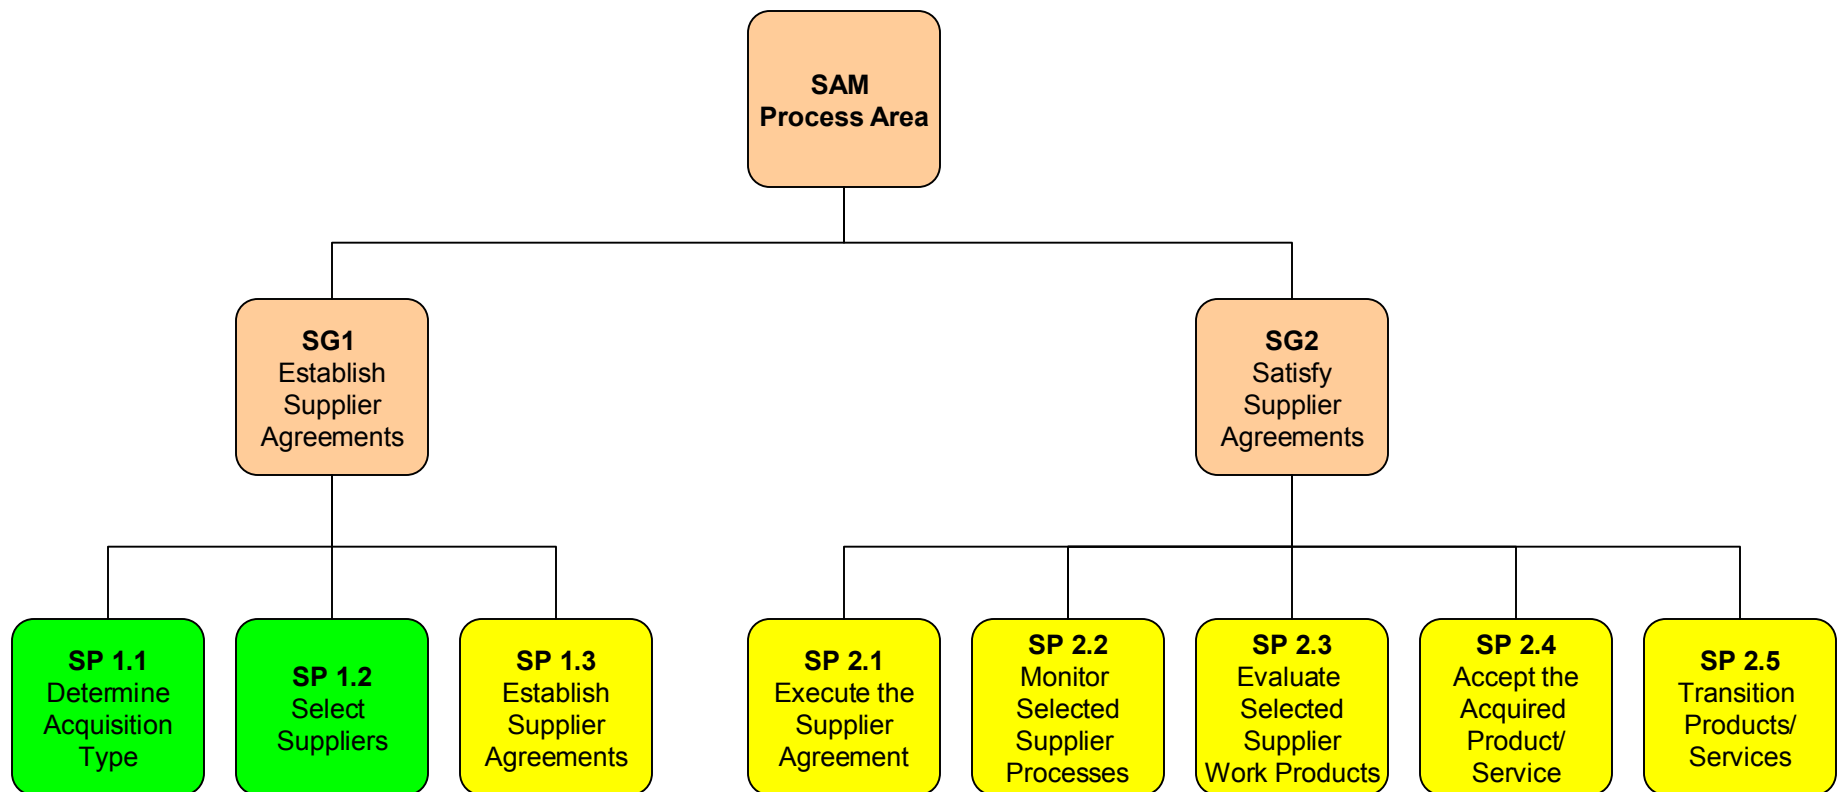 SAM
Process Area
SG1
Establish
Supplier
Agreements
SG2
Satisfy
Supplier
Agreements
SP 1.1
Determine
Acquisition
Type
SP 1.2
Select
Suppliers
SP 1.3
Establish
Supplier
Agreements
SP 2.1
Execute the
Supplier
Agreement
SP 2.2
Monitor
Selected
Supplier
Processes
SP 2.3
Evaluate
Selected
Supplier
Work Products
SP 2.4
Accept the
Acquired
Product/
Service
SP 2.5
Transition
Products/
Services